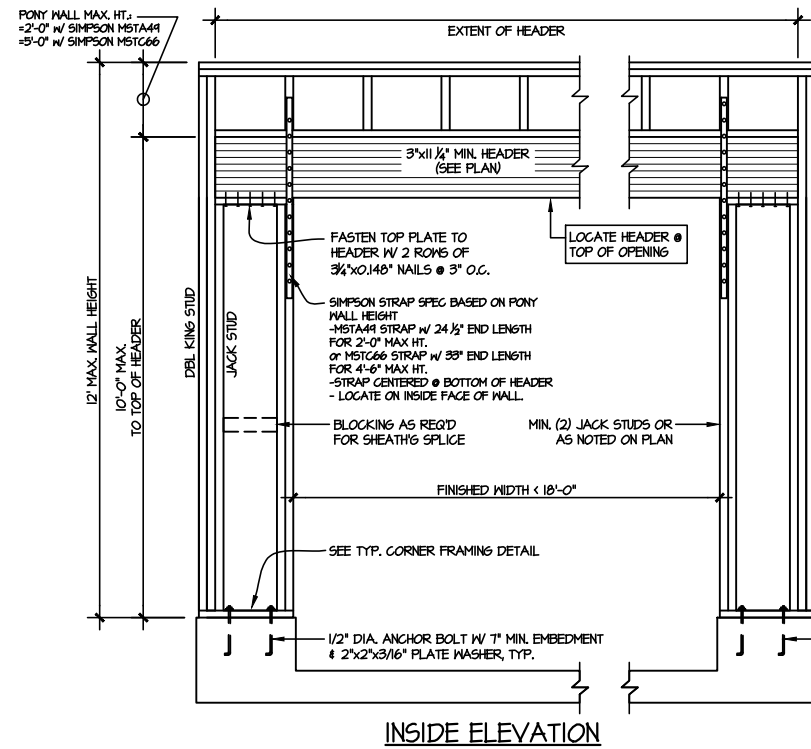 PONY WALL MAX. HT.:
=2'-0" W/ SIMPSON MSTA49
=5'-0" W/ SIMPSON MSTC66
EXTENT OF HEADER
3"x11 1/4" MIN. HEADER
(SEE PLAN)
FASTEN TOP PLATE TO
HEADER W/ 2 ROWS OF
3 1/4"x0.148" NAILS @ 3" O.C.
LOCATE HEADER @
TOP OF OPENING
SIMPSON STRAP SPEC BASED ON PONY
WALL HEIGHT
-MSTA49 STRAP W/ 24 1/2" END LENGTH
FOR 2'-0" MAX HT.
or MSTC66 STRAP W/ 33" END LENGTH
FOR 4'-6" MAX HT.
-STRAP CENTERED @ BOTTOM OF HEADER
- LOCATE ON INSIDE FACE OF WALL.
12' MAX. WALL HEIGHT
10'-0" MAX.
TO TOP OF HEADER
DBL KING STUD
JACK STUD
BLOCKING AS REQ'D
FOR SHEATH'G SPLICE
MIN. (2) JACK STUDS OR
AS NOTED ON PLAN
FINISHED WIDTH < 18'-0"
SEE TYP. CORNER FRAMING DETAIL
1/2" DIA. ANCHOR BOLT W/ 7" MIN. EMBEDMENT
& 2"x2"x3/16" PLATE WASHER, TYP.
INSIDE ELEVATION